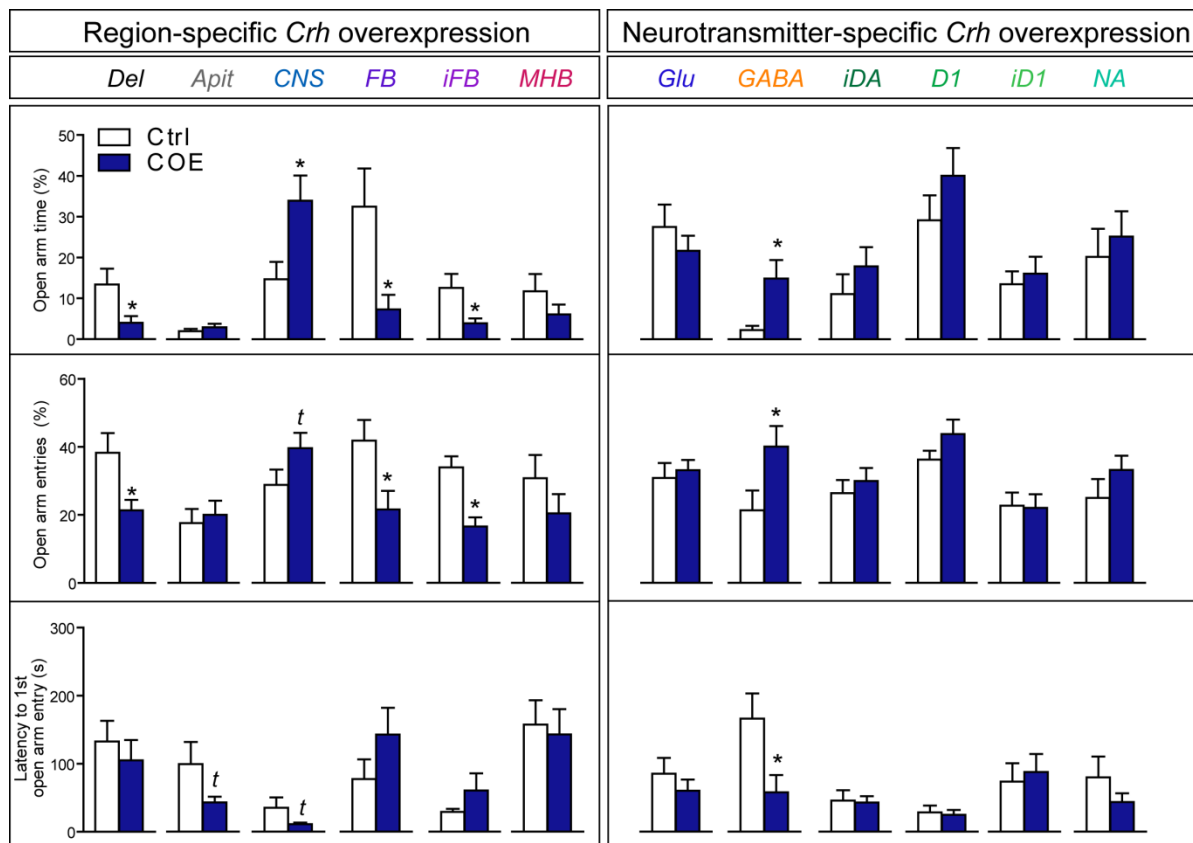 Region-specific Crh overexpression
Neurotransmitter-specific Crh overexpression
Del Apit CNS FB iFB MHB
Glu GABA iDA D1 iD1 NA
Open arm time (%)
50
40
30
20
10
0
Ctrl
COE
*
*
*
*
*
Open arm entries (%)
60
40
20
0
*
t
*
*
*
Latency to 1st
open arm entry (s)
300
200
100
0
t
t
*